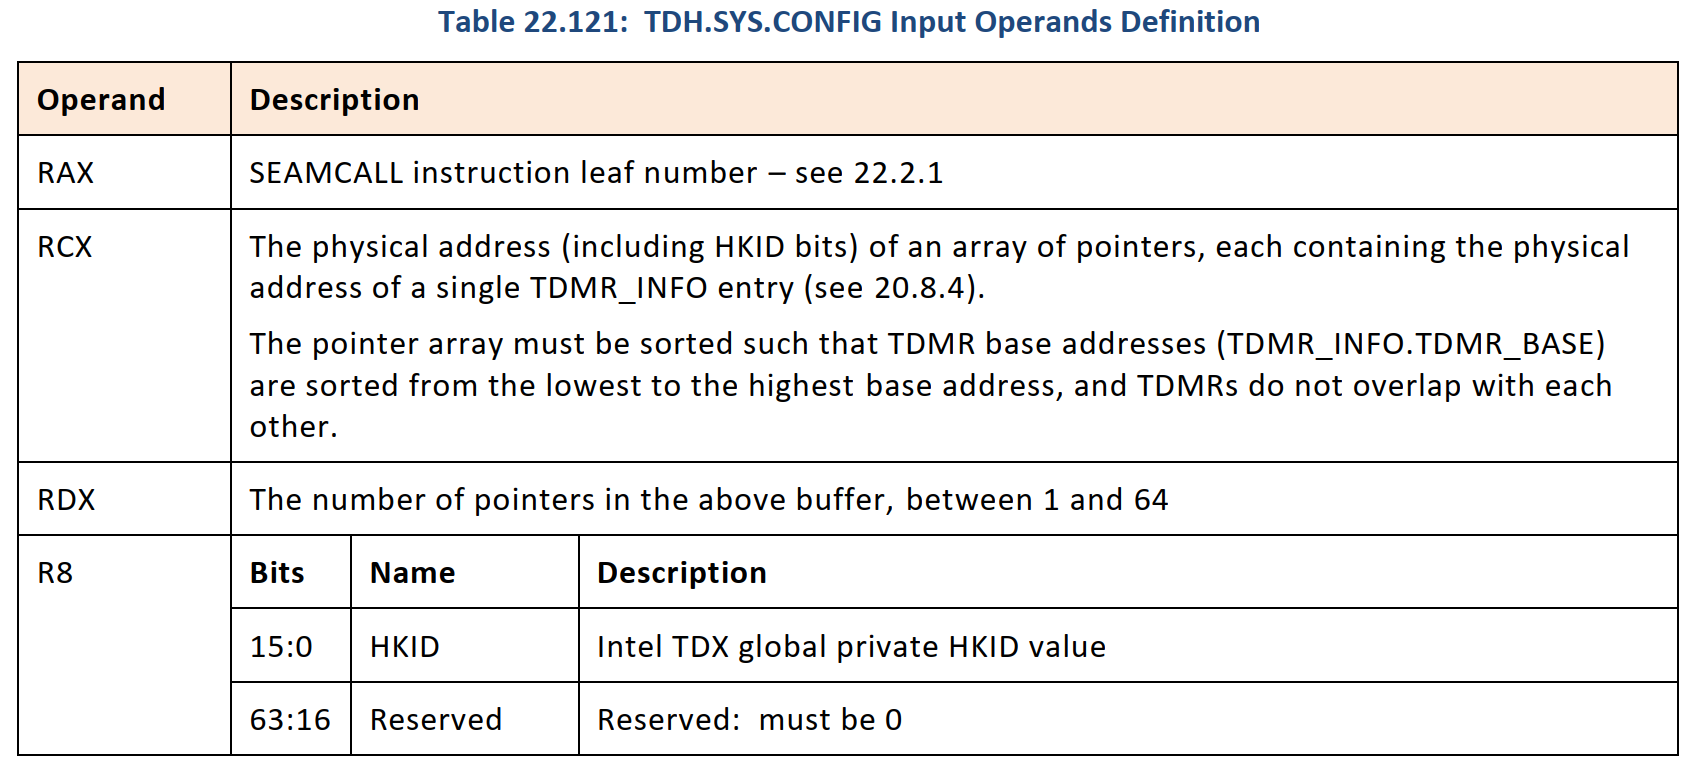 Table 22.121:  TDH.SYS.CONFIG Input Operands Definition
Operand Description
RAX SEAMCALL instruction leaf number – see 22.2.1
RCX The physical address (including HKID bits) of an array of pointers, each containing the physical
address of a single TDMR_INFO entry (see 20.8.4).
The pointer array must be sorted such that TDMR base addresses (TDMR_INFO.TDMR_BASE)
are sorted from the lowest to the highest base address, and TDMRs do not overlap with each
other.
RDX The number of pointers in the above buffer, between 1 and 64
R8 Bits Name Description
15:0 HKID Intel TDX global private HKID value
63:16 Reserved Reserved:  must be 0